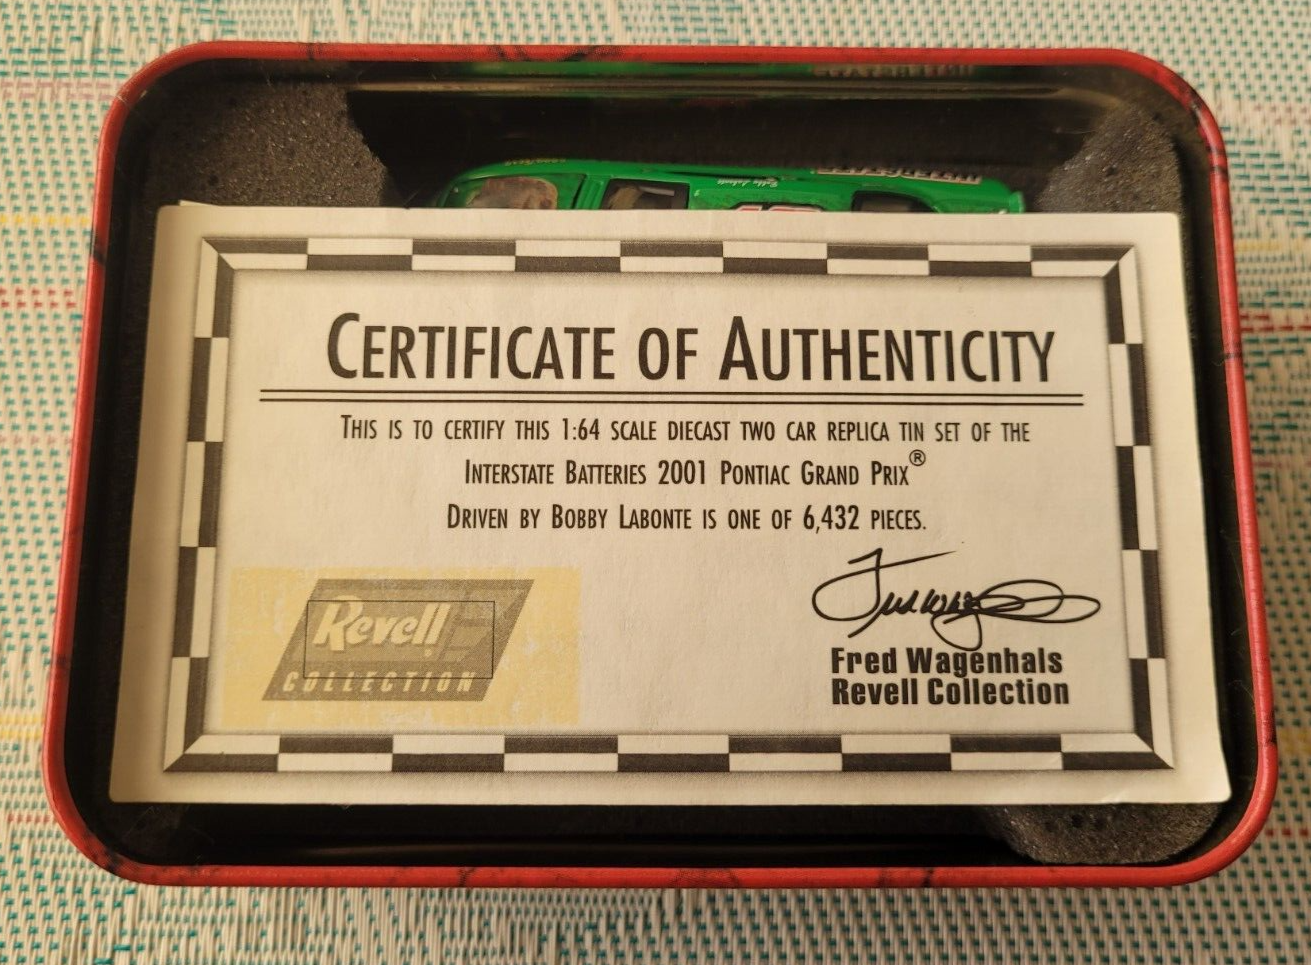 CERTIFICATE OF AUTHENTICITY
THIS IS TO CERTIFY THIS 1:64 SCALE DIECAST TWO CAR REPLICA TIN SET OF THE
INTERSTATE BATTERIES 2001 PONTIAC GRAND PRIX®
DRIVEN BY BOBBY LABONTE IS ONE OF 6,432 PIECES.
Revell
COLLECTION
Fred Wagenhals
Revell Collection